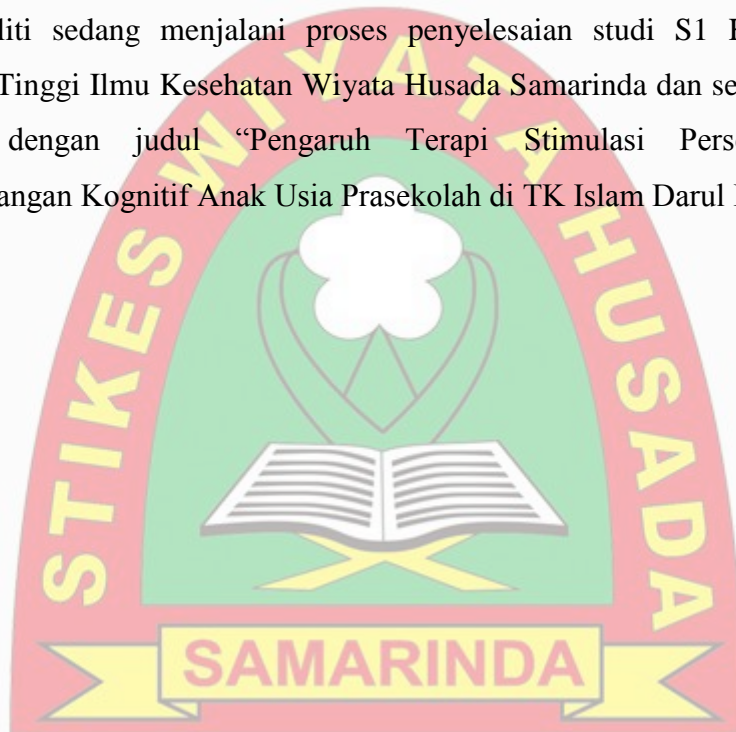 sedang menjalani proses penyelesaian studi S1
Tinggi Ilmu Kesehatan Wiyata Husada Samarinda dan
dengan judul “Pengaruh Terapi Stimulasi
Kognitif Anak Usia Prasekolah di TK Islam Darul
STIKES WIYATA HUSADA
SAMARINDA